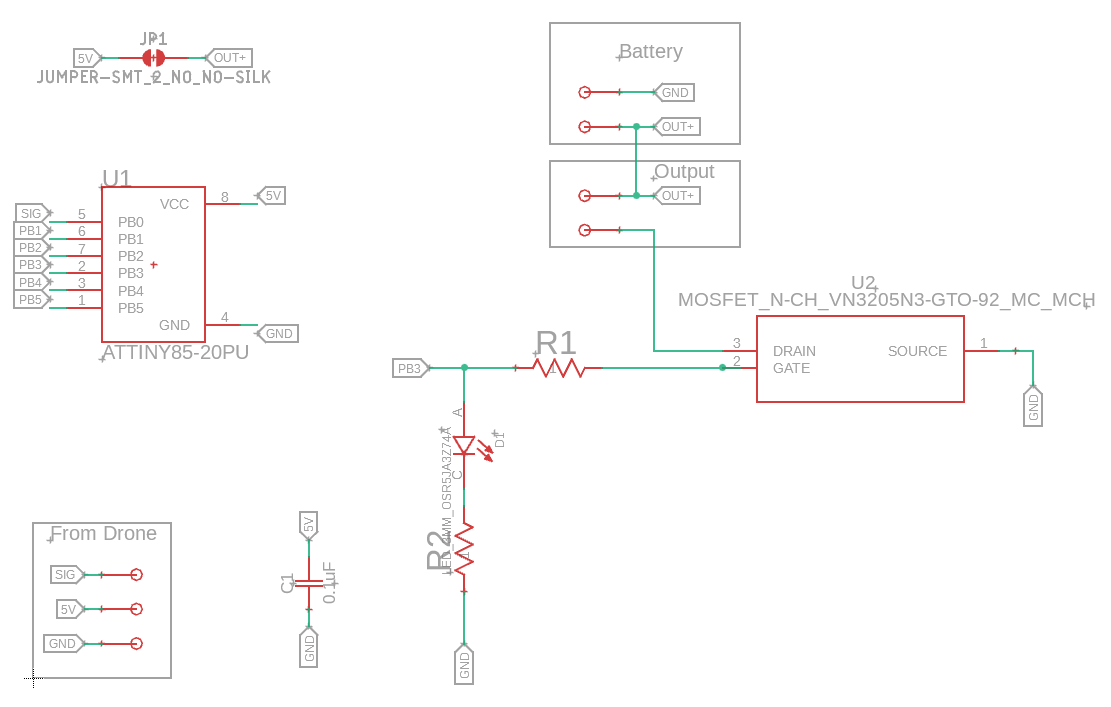 JP1
5V
OUT+
JUMPER-SMT_2_NO_NO-SILK
Battery
GND
OUT+
Output
OUT+
U1
VCC
8
5V
SIG
5
PB0
PB1
6
PB1
PB2
7
PB2
PB3
2
PB3
PB4
3
PB4
PB5
1
PB5
GND
4
GND
ATTINY85-20PU
U2
MOSFET_N-CH_VN3205N3-GTO-92_MC_MCH
3
DRAIN
SOURCE
1
2
GATE
GND
PB3
R1
1
A
D1
C
LED_3MM_OSR5JA3Z74A
R2
1
GND
From Drone
SIG
5V
GND
5V
C1
0.1uF
GND